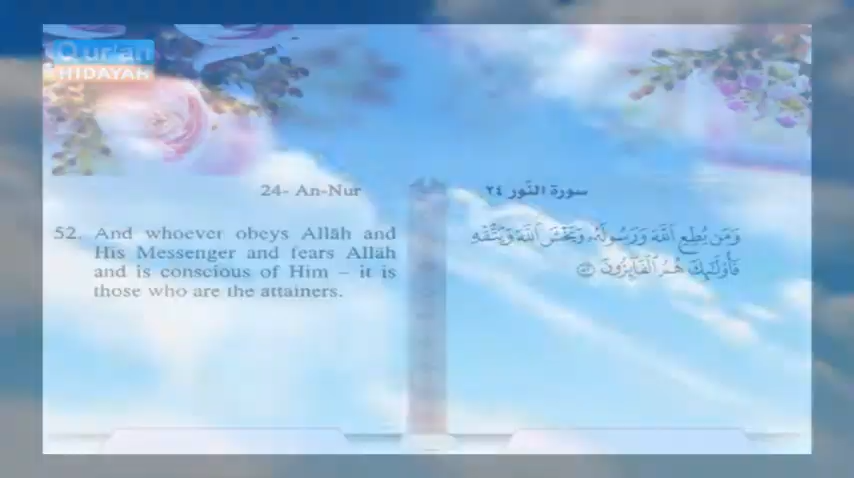 Qur'an
HIDAYAH
24- An-Nur
52. And whoever obeys Allāh and
His Messenger and fears Allāh
and is conscious of Him – it is
those who are the attainers.
سورة النّور ٢٤
وَمَن يُطِعِ ٱللَّهَ وَرَسُولَهُۥ وَيَخْشَ ٱللَّهَ وَيَتَّقْهِ
فَأُو۟لَٰٓئِكَ هُمُ ٱلْفَآئِزُونَ ٥٢